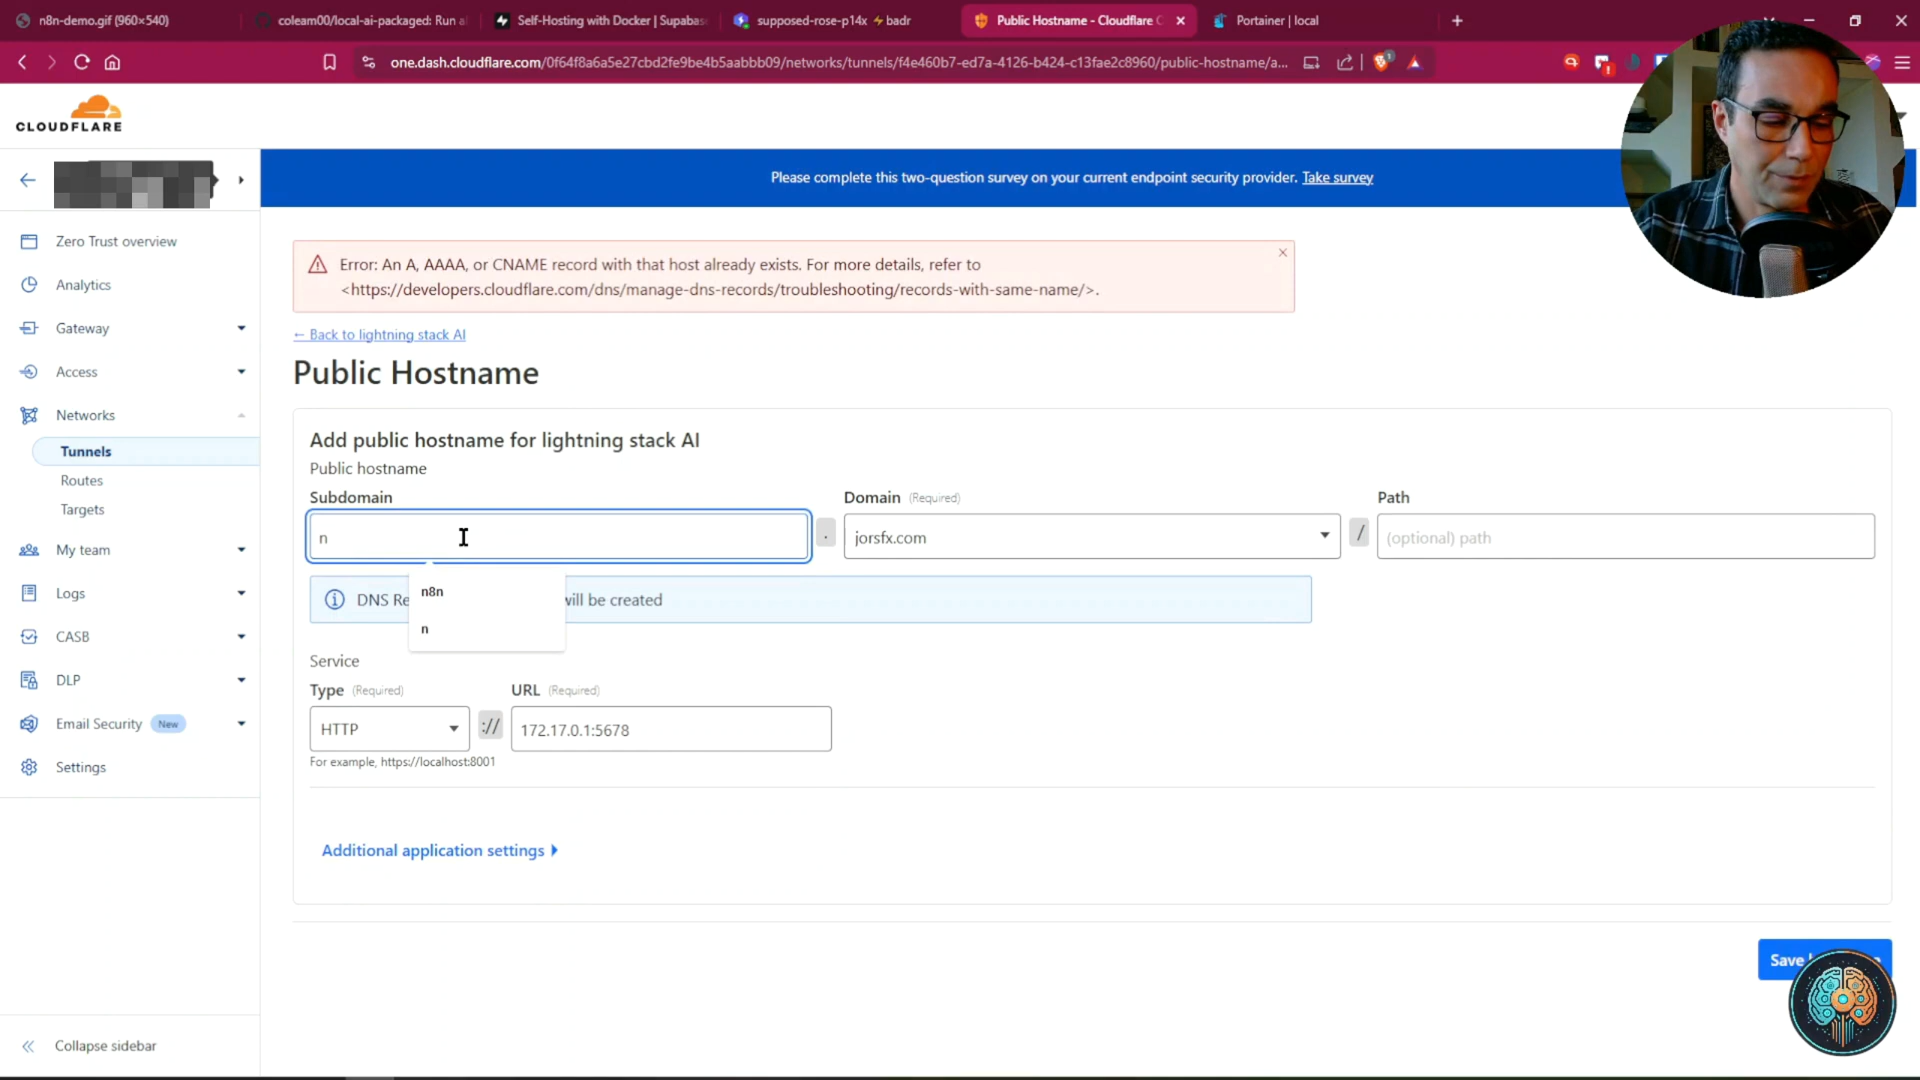 n8n-demo.gif (960×540)
coleam00/local-ai-packaged: Run a
Self-Hosting with Docker | Supabas
supposed-rose-p14x ⚡badr
Public Hostname - Cloudflare
Portainer | local
one.dash.cloudflare.com/0f64f8a6a5e27cbd2fe9be4b5aabbb09/networks/tunnels/f4e460b7-ed7a-4126-b424-c13fae2c8960/public-hostname/a...
CLOUDFLARE
Please complete this two-question survey on your current endpoint security provider. Take survey
Zero Trust overview
Analytics
Gateway
Access
Networks
Tunnels
Routes
Targets
My team
Logs
CASB
DLP
Email Security New
Settings
Collapse sidebar
Error: An A, AAAA, or CNAME record with that host already exists. For more details, refer to
<https://developers.cloudflare.com/dns/manage-dns-records/troubleshooting/records-with-same-name/>.
← Back to lightning stack AI
Public Hostname
Add public hostname for lightning stack AI
Public hostname
Subdomain
Domain (Required)
Path
n
.
jorsfx.com
/
(optional) path
n8n
n
DNS Re
will be created
Service
Type (Required)
URL (Required)
HTTP
://
172.17.0.1:5678
For example, https://localhost:8001
Additional application settings
Save